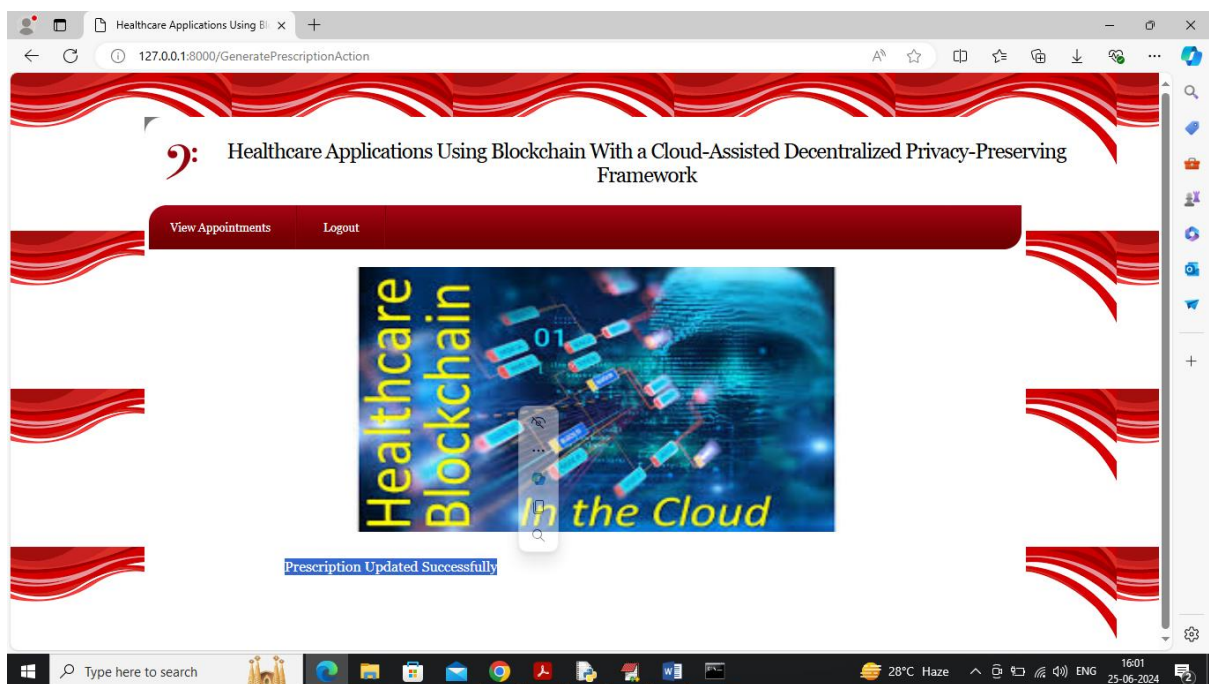 Healthcare Applications Using Bl
127.0.0.1:8000/GeneratePrescriptionAction
Healthcare Applications Using Blockchain With a Cloud-Assisted Decentralized Privacy-Preserving
Framework
View Appointments Logout
Healthcare
Blockchain
01
In the Cloud
Prescription Updated Successfully
Type here to search
28°C Haze
ENG
16:01
25-06-2024
2